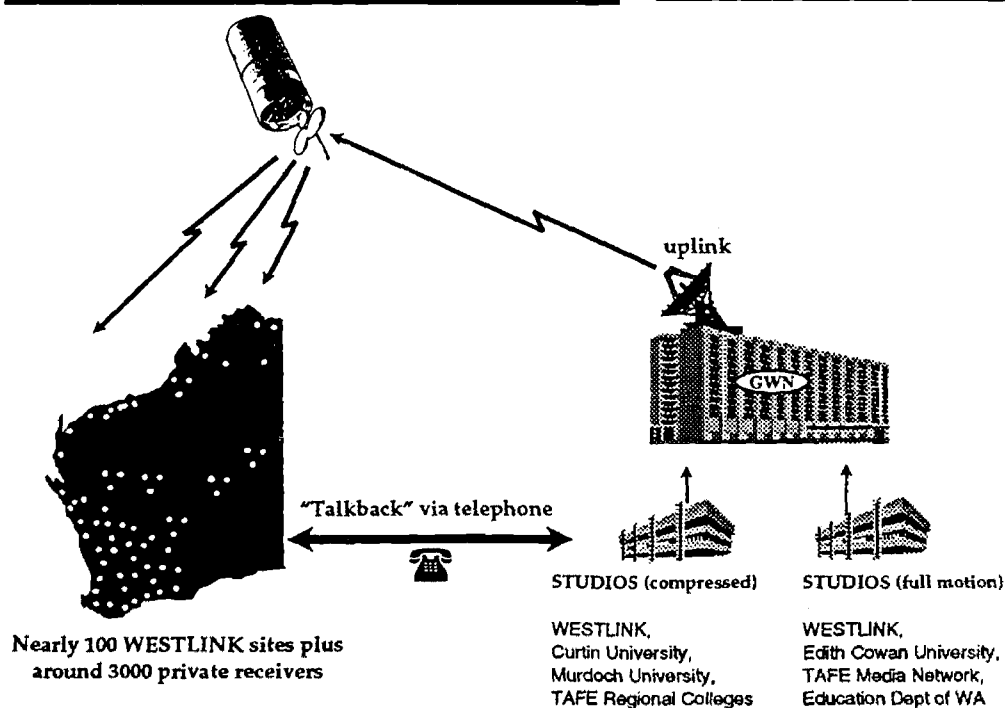 uplink
GWN
"Talkback" via telephone
Nearly 100 WESTLINK sites plus
around 3000 private receivers
STUDIOS (compressed)
WESTLINK,
Curtin University,
Murdoch University,
TAFE Regional Colleges
STUDIOS (full motion)
WESTLINK,
Edith Cowan University,
TAFE Media Network,
Education Dept of WA